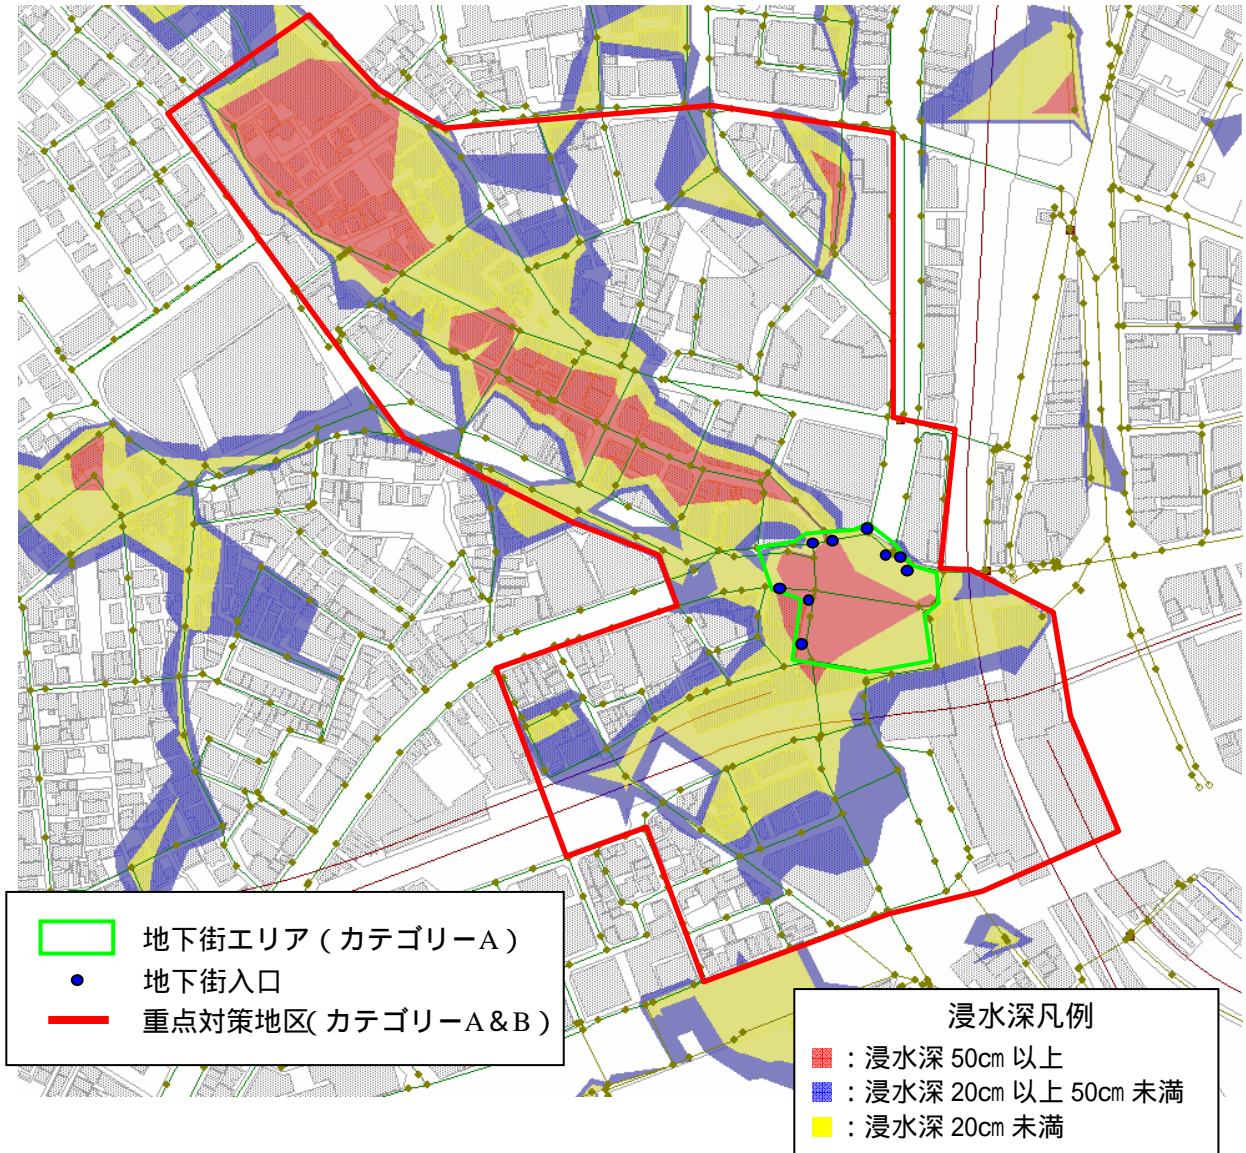 地下街エリア（カテゴリーA）
地下街入口
重点対策地区（カテゴリーA＆B）
浸水深凡例
：浸水深 50㎝ 以上
：浸水深 20㎝ 以上 50㎝ 未満
：浸水深 20㎝ 未満